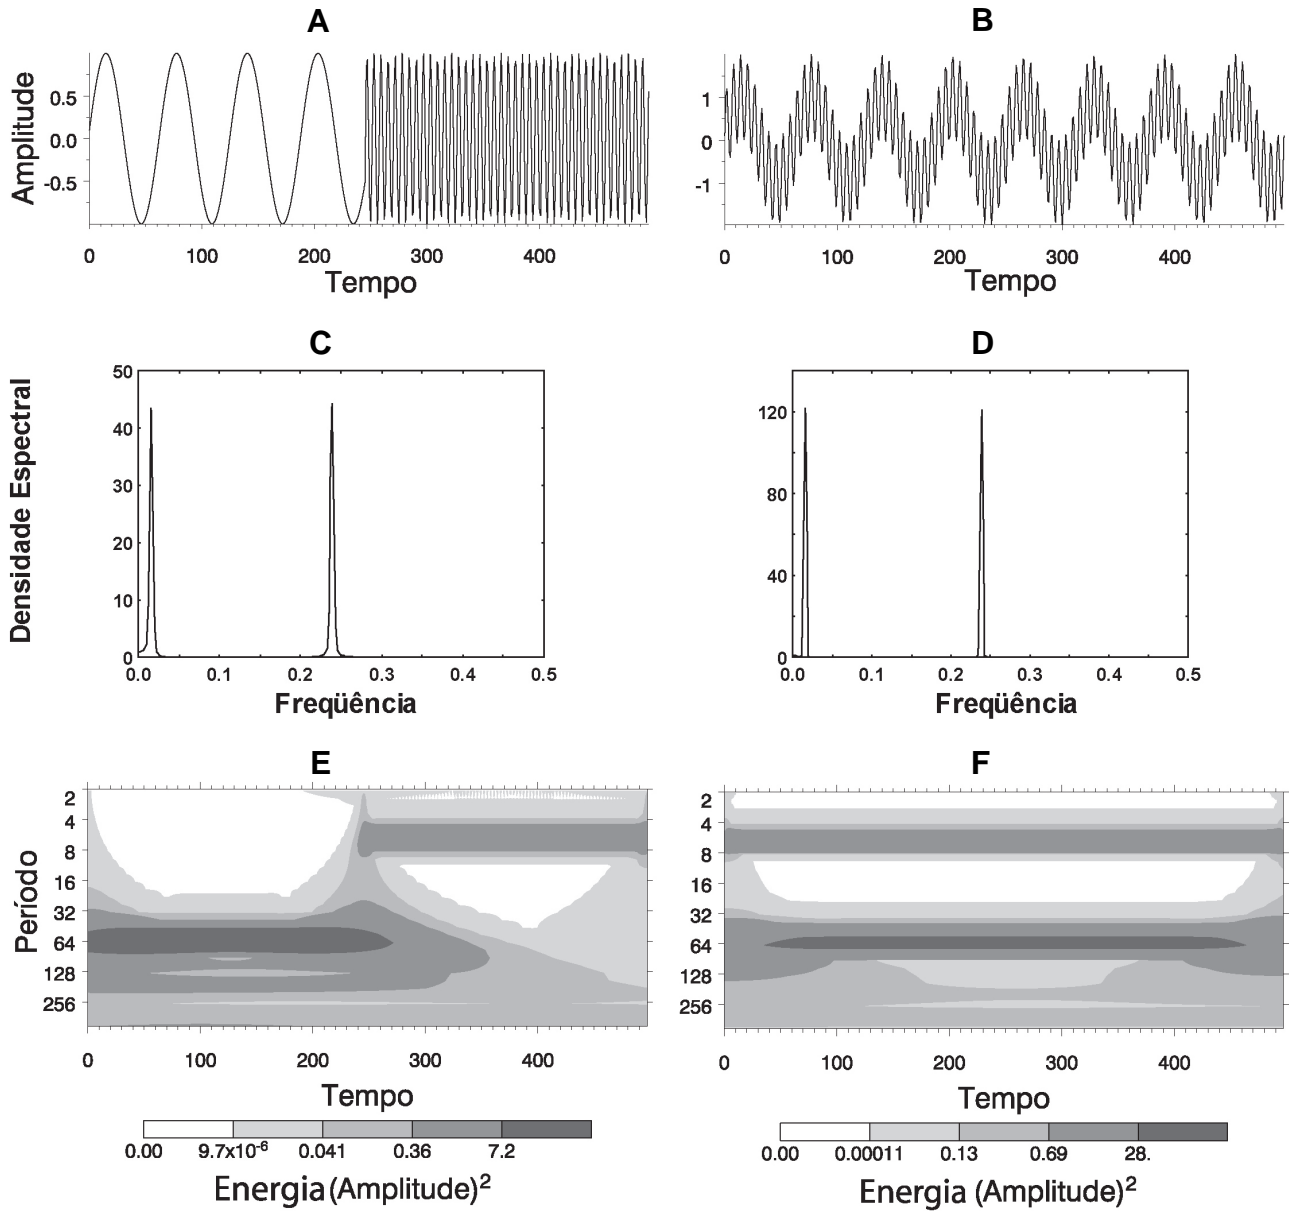 A
B
Amplitude
0.5
0.0
-0.5
0 100 200 300 400
Tempo
1
0
-1
0 100 200 300 400
Tempo
C
D
Densidade Espectral
50
40
30
20
10
0
0.0 0.1 0.2 0.3 0.4 0.5
Freqüência
120
80
40
0
0.0 0.1 0.2 0.3 0.4 0.5
Freqüência
E
F
Período
2
4
8
16
32
64
128
256
0 100 200 300 400
Tempo
0.00 9.7x10⁻⁶ 0.041 0.36 7.2
Energia (Amplitude)²
2
4
8
16
32
64
128
256
0 100 200 300 400
Tempo
0.00 0.00011 0.13 0.69 28.
Energia (Amplitude)²